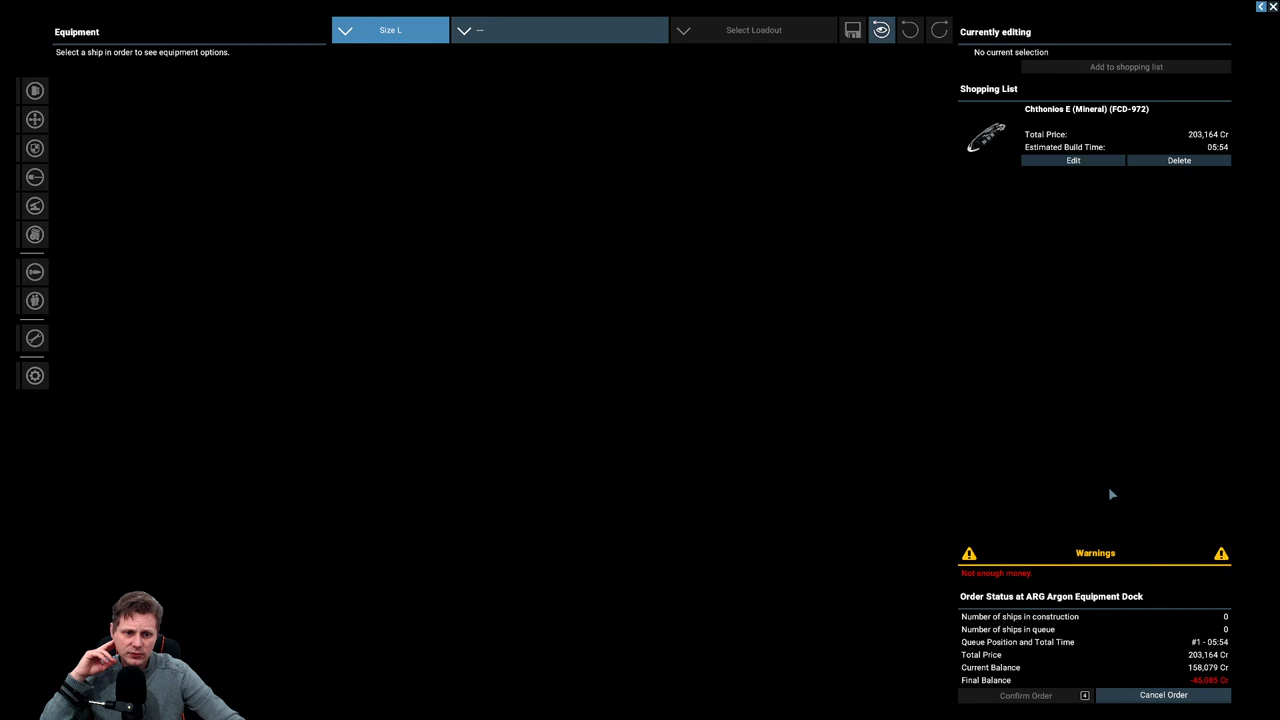 Equipment
Select a ship in order to see equipment options.
Size L
---
Select Loadout
Currently editing
No current selection
Add to shopping list
Shopping List
Chthonios E (Mineral) (FCD-972)
Total Price: 203,164 Cr
Estimated Build Time: 05:54
Edit Delete
Warnings
Not enough money.
Order Status at ARG Argon Equipment Dock
Number of ships in construction 0
Number of ships in queue 0
Queue Position and Total Time #1 - 05:54
Total Price 203,164 Cr
Current Balance 158,079 Cr
Final Balance -45,085 Cr
Confirm Order 4 Cancel Order